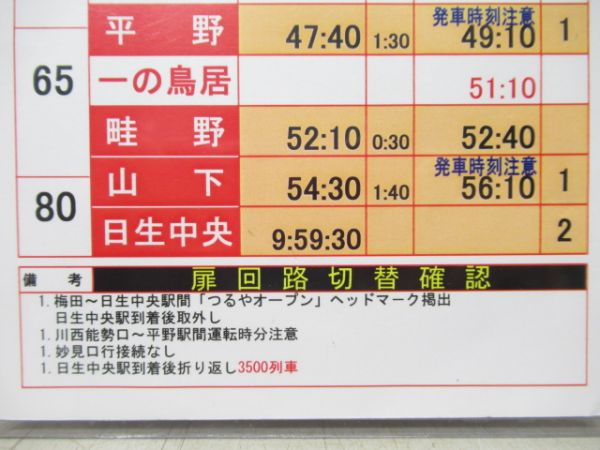 平野 47:40 1:30 発車時刻注意 49:10 1
65
一の鳥居 51:10
畦野 52:10 0:30 52:40
山下 54:30 1:40 発車時刻注意 56:10 1
80
日生中央 9:59:30 2
備考 扉回路切替確認
1. 梅田～日生中央駅間「つるやオープン」ヘッドマーク掲出
日生中央駅到着後取外し
1. 川西能勢口～平野駅間運転時分注意
1. 妙見口行接続なし
1. 日生中央駅到着後折り返し3500列車